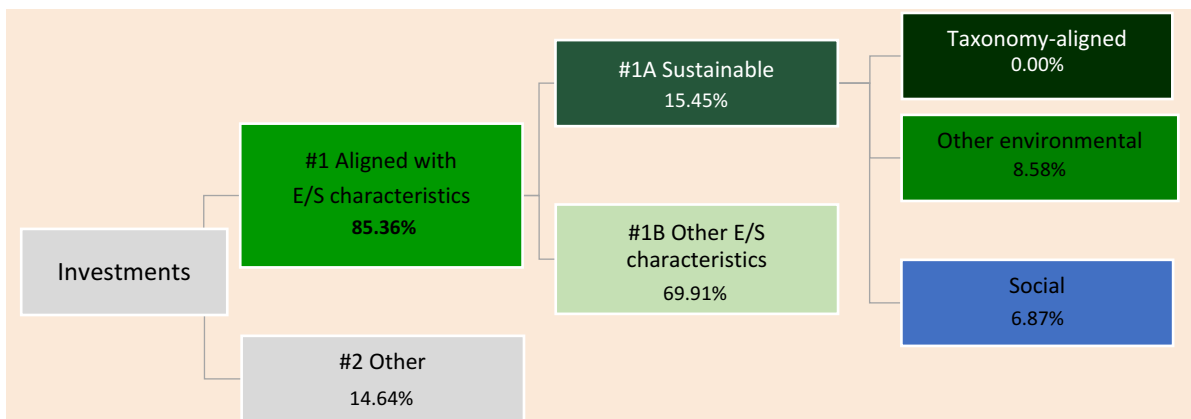 Investments
#1 Aligned with
E/S characteristics
85.36%
#2 Other
14.64%
#1A Sustainable
15.45%
#1B Other E/S
characteristics
69.91%
Taxonomy-aligned
0.00%
Other environmental
8.58%
Social
6.87%